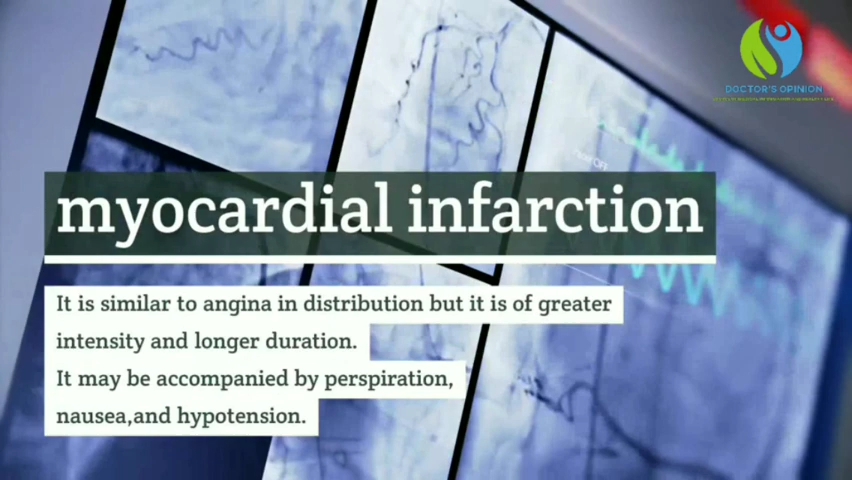 DOCTOR'S OPINION
myocardial infarction
It is similar to angina in distribution but it is of greater
intensity and longer duration.
It may be accompanied by perspiration,
nausea,and hypotension.